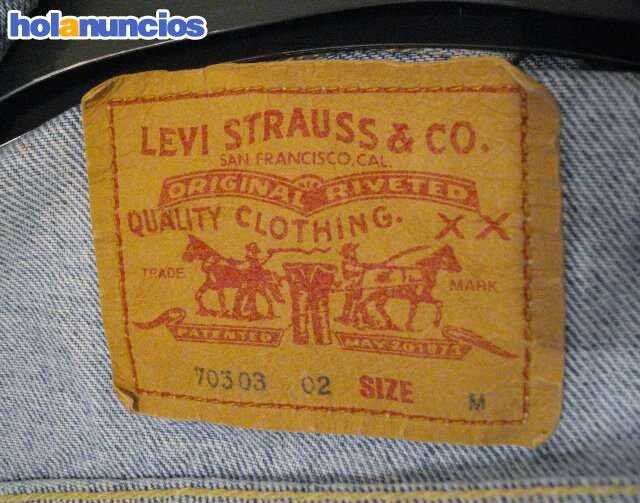 holanuncios
LEVI STRAUSS & CO.
SAN FRANCISCO, CAL.
ORIGINAL RIVETED
QUALITY CLOTHING. XX
TRADE MARK
PATENTED MAY 20 1873
70503 02 SIZE M